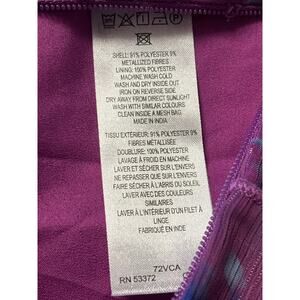 SHELL: 91% POLYESTER 9%
METALLIZED FIBRES
LINING: 100% POLYESTER
MACHINE WASH COLD
WASH AND DRY INSIDE OUT
IRON ON REVERSE SIDE
DRY AWAY FROM DIRECT SUNLIGHT
WASH WITH SIMILAR COLOURS
CLEAN INSIDE A MESH BAG
MADE IN INDIA
TISSU EXTÉRIEUR: 91% POLYESTER 9%
FIBRES MÉTALLISÉE
DOUBLURE: 100% POLYESTER
LAVAGE À FROID EN MACHINE
LAVER ET SÉCHER SUR L'ENVERS
NE REPASSER QUE SUR L'ENVERS
FAIRE SÉCHER À L'ABRIS DU SOLEIL
LAVER AVEC DES COULEURS
SIMILAIRES
LAVER À L'INTÉRIEUR D'UN FILET À
LINGE
FABRIQUÉ EN INDE
72VCA
RN 53372